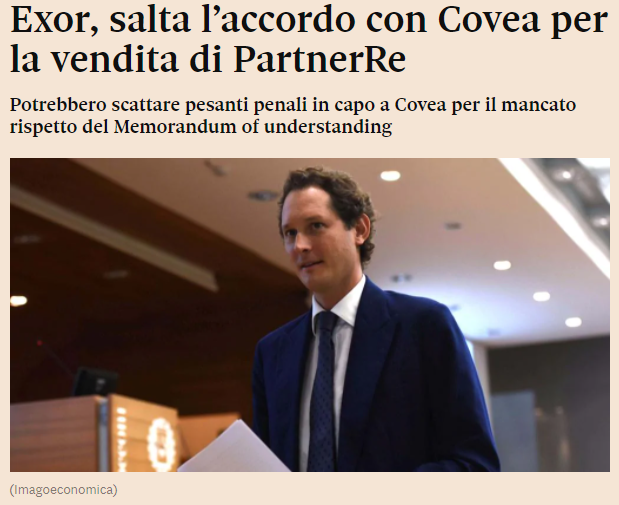 Exor, salta l’accordo con Covea per
la vendita di PartnerRe
Potrebbero scattare pesanti penali in capo a Covea per il mancato
rispetto del Memorandum of understanding
(Imagoeconomica)